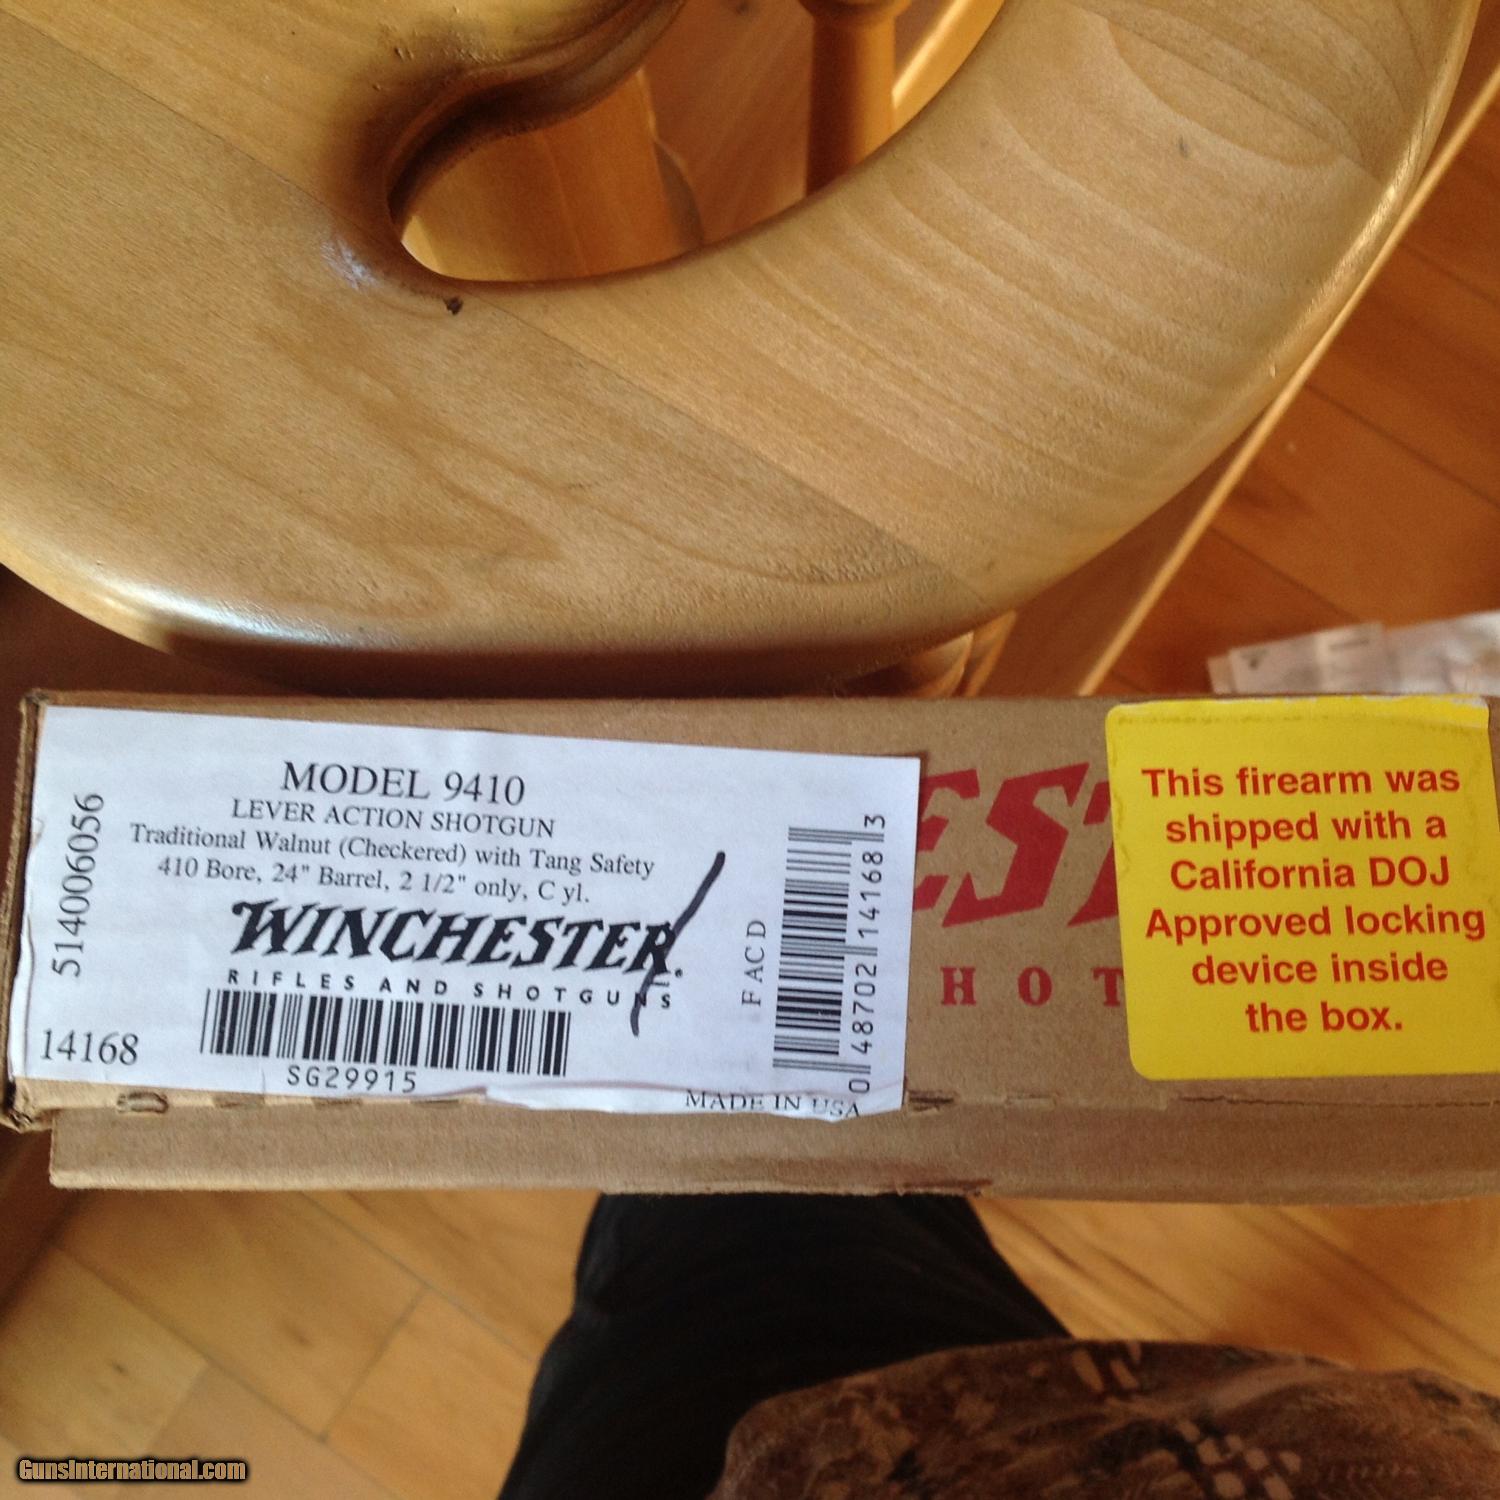 MODEL 9410
LEVER ACTION SHOTGUN
Traditional Walnut (Checkered) with Tang Safety
410 Bore, 24" Barrel, 2 1/2" only, C yl.
WINCHESTER.
RIFLES AND SHOTGUNS
SG29915
MADE IN USA
514006056
14168
FACD
0 48702 14168 3
EST
HOT
This firearm was
shipped with a
California DOJ
Approved locking
device inside
the box.
GunsInternational.com